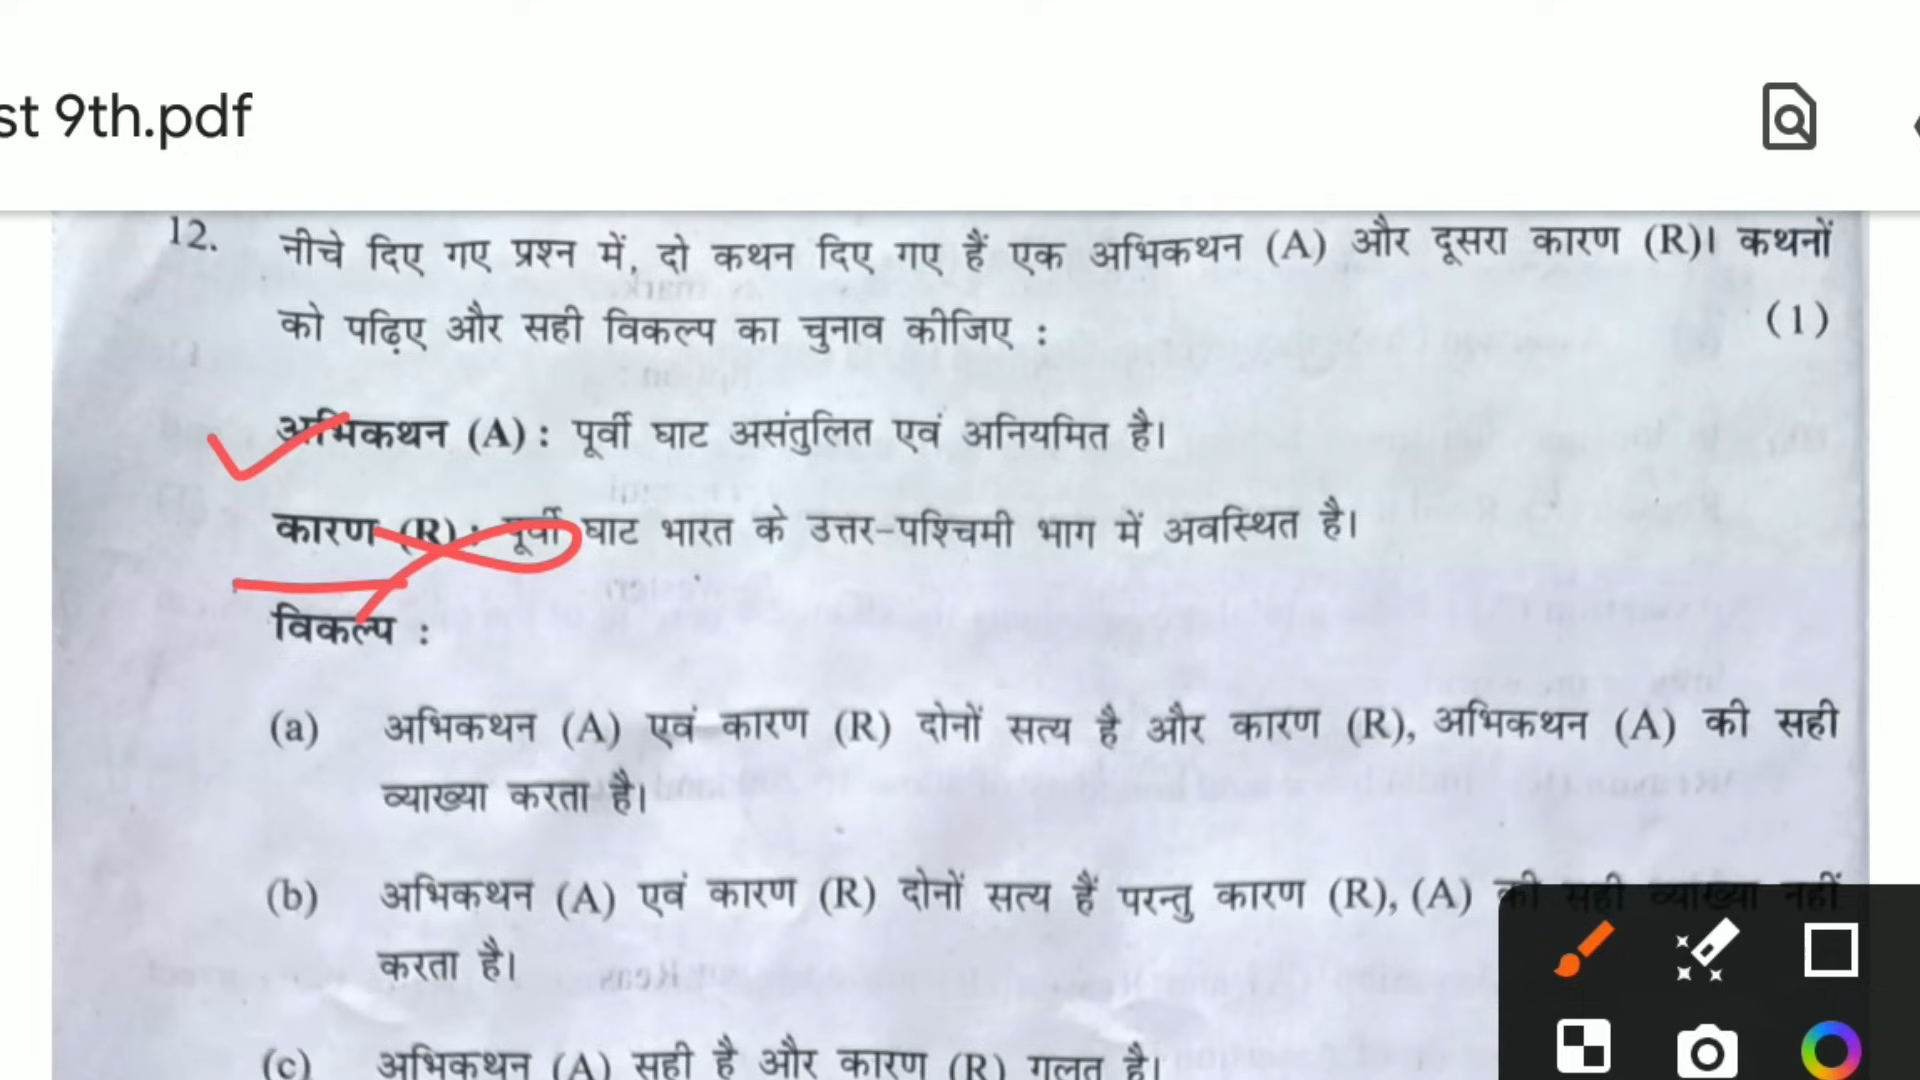 st 9th.pdf
12. नीचे दिए गए प्रश्न में, दो कथन दिए गए हैं एक अभिकथन (A) और दूसरा कारण (R)। कथनों
को पढ़िए और सही विकल्प का चुनाव कीजिए : (1)
अभिकथन (A) : पूर्वी घाट असंतुलित एवं अनियमित है।
कारण (R) : पूर्वी घाट भारत के उत्तर-पश्चिमी भाग में अवस्थित है।
विकल्प :
(a) अभिकथन (A) एवं कारण (R) दोनों सत्य है और कारण (R), अभिकथन (A) की सही
व्याख्या करता है।
(b) अभिकथन (A) एवं कारण (R) दोनों सत्य हैं परन्तु कारण (R), (A) की सही व्याख्या नहीं
करता है।
(c) अभिकथन (A) सही है और कारण (R) गलत है।